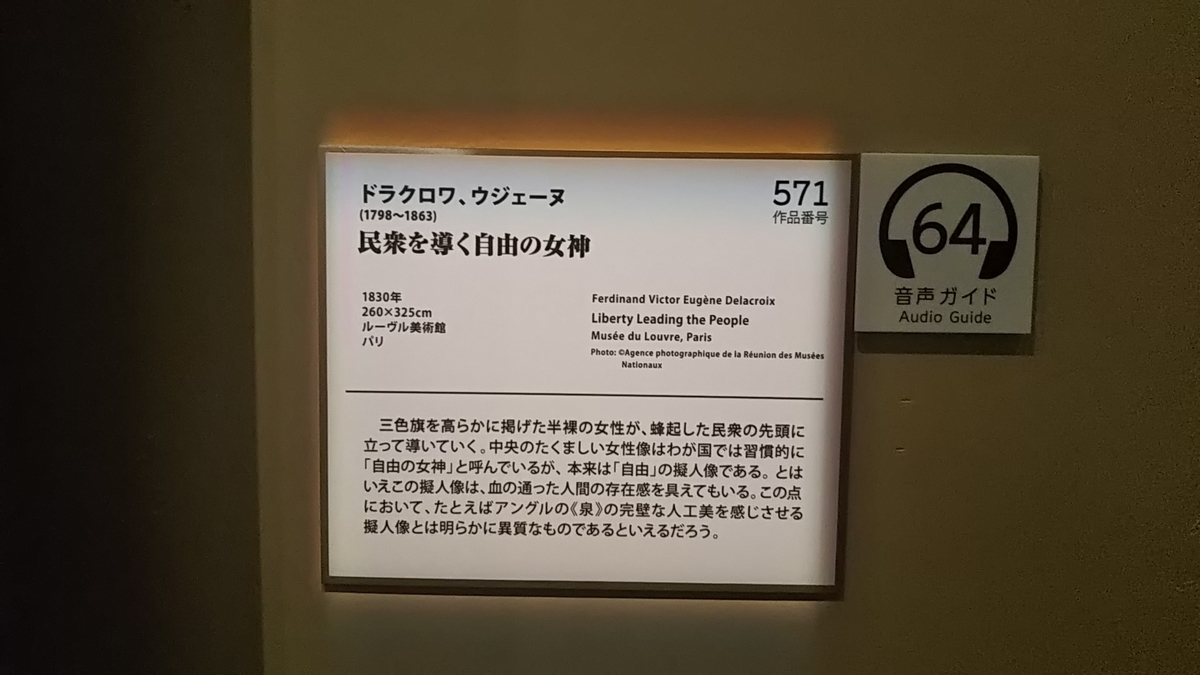 ドラクロワ、ウジェーヌ
(1798〜1863)
民衆を導く自由の女神
571
作品番号
1830年
260×325cm
ルーヴル美術館
パリ
Ferdinand Victor Eugène Delacroix
Liberty Leading the People
Musée du Louvre, Paris
Photo: ©Agence photographique de la Réunion des Musées
Nationaux
三色旗を高らかに掲げた半裸の女性が、蜂起した民衆の先頭に
立って導いていく。中央のたくましい女性像はわが国では習慣的に
「自由の女神」と呼んでいるが、本来は「自由」の擬人像である。とは
いえこの擬人像は、血の通った人間の存在感を具えてもいる。この点
において、たとえばアングルの《泉》の完璧な人工美を感じさせる
擬人像とは明らかに異質なものであるといえるだろう。
64
音声ガイド
Audio Guide